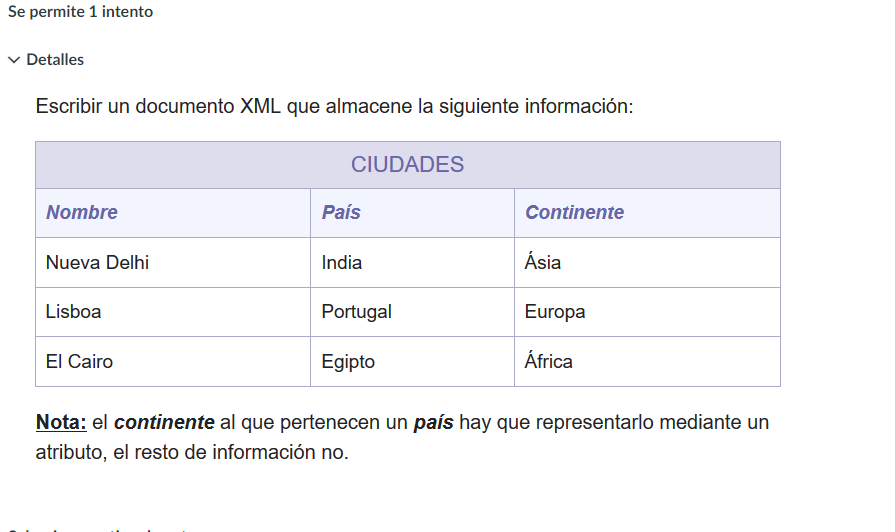 Se permite 1 intento
Detalles
Escribir un documento XML que almacene la siguiente información:
CIUDADES
Nombre País Continente
Nueva Delhi India Ásia
Lisboa Portugal Europa
El Cairo Egipto África
Nota: el continente al que pertenecen un país hay que representarlo mediante un
atributo, el resto de información no.